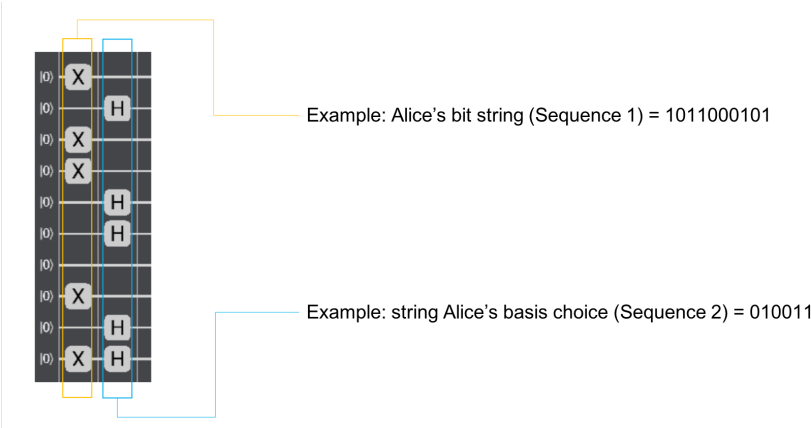 |0⟩ X
|0⟩ H
|0⟩ X
|0⟩ X
|0⟩ H
|0⟩ H
|0⟩
|0⟩ X
|0⟩ H
|0⟩ X H
Example: Alice's bit string (Sequence 1) = 1011000101
Example: string Alice's basis choice (Sequence 2) = 010011